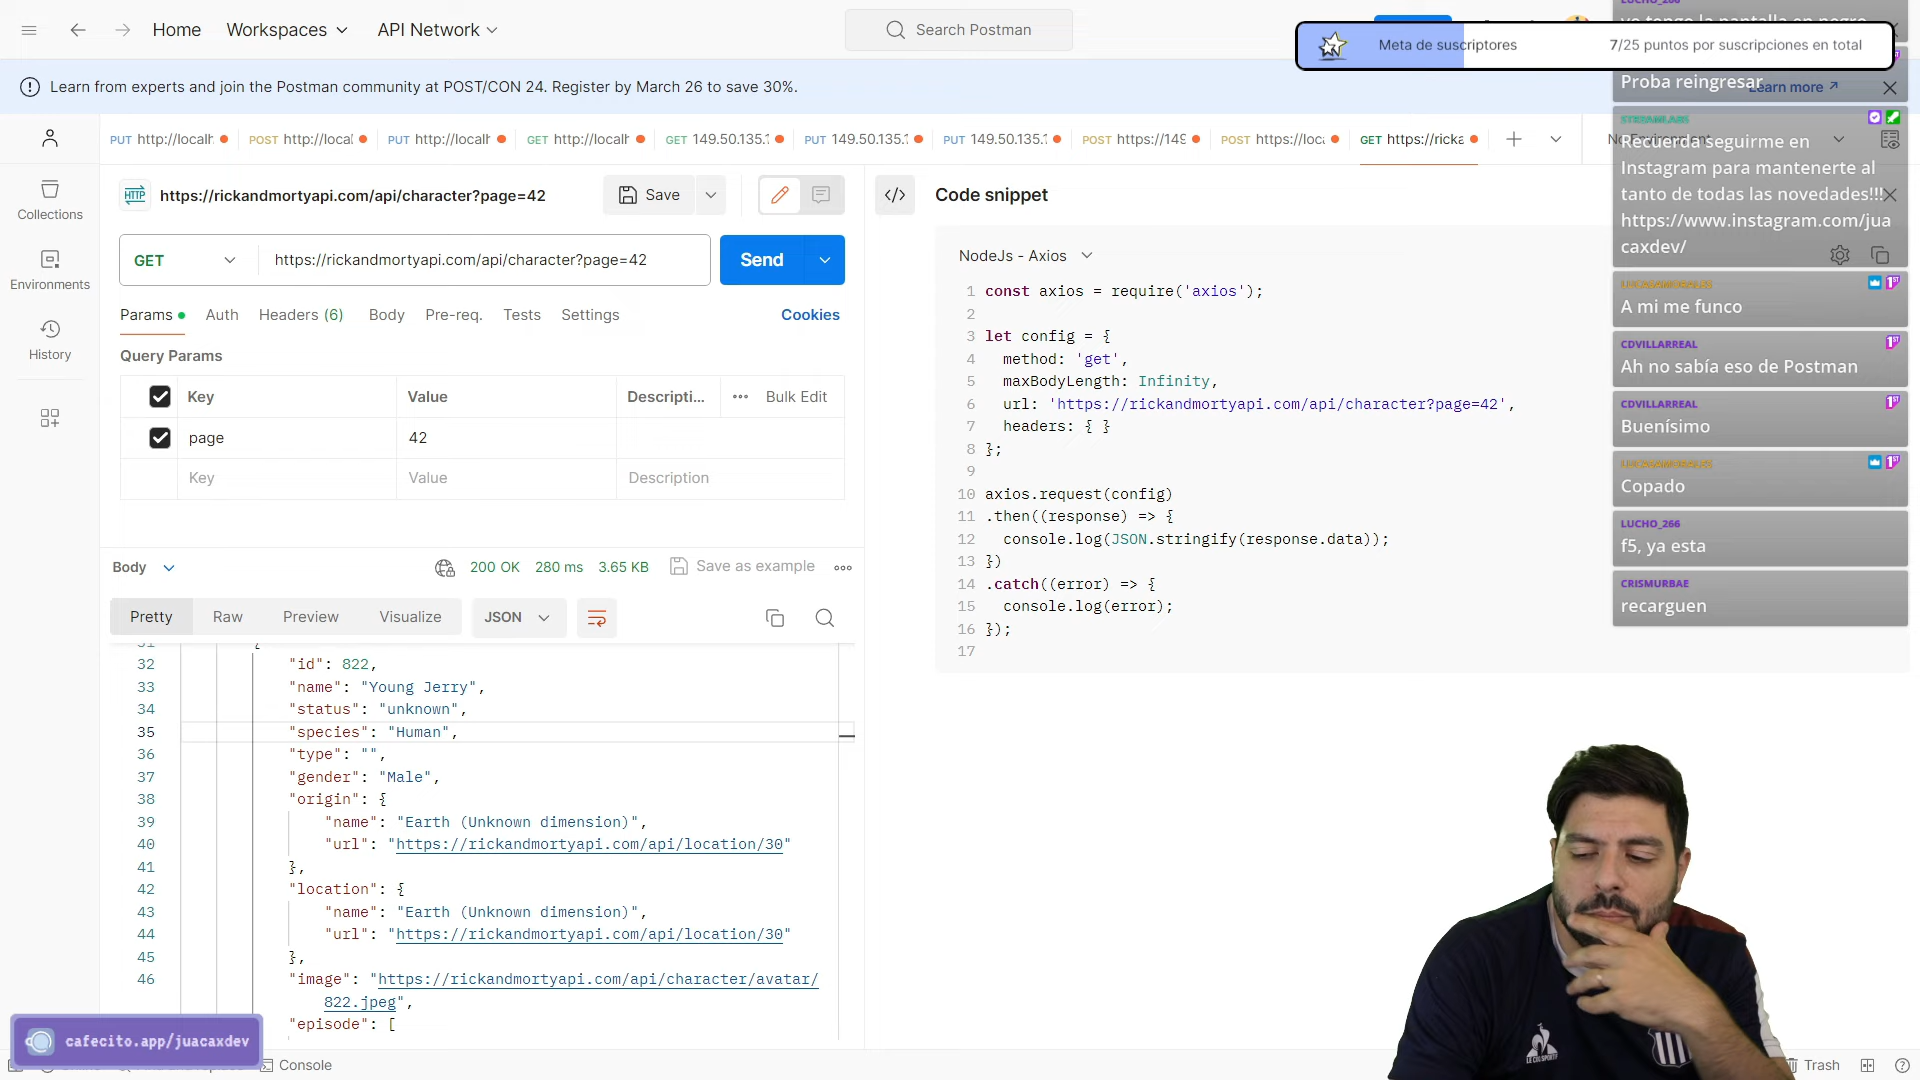 Home
Workspaces
API Network
Search Postman
Meta de suscriptores
7/25 puntos por suscripciones en total
Learn from experts and join the Postman community at POST/CON 24. Register by March 26 to save 30%.
Learn more
PUT http://localh
POST http://local
PUT http://localh
GET http://localh
GET 149.50.135.1
PUT 149.50.135.1
PUT 149.50.135.1
POST https://149
POST https://loca
GET https://ricka
Collections
Environments
History
HTTP
https://rickandmortyapi.com/api/character?page=42
Save
GET
https://rickandmortyapi.com/api/character?page=42
Send
Params
Auth
Headers (6)
Body
Pre-req.
Tests
Settings
Cookies
Query Params
Key
Value
Descripti...
Bulk Edit
page
42
Key
Value
Description
Body
200 OK
280 ms
3.65 KB
Save as example
Pretty
Raw
Preview
Visualize
JSON
32 "id": 822,
33 "name": "Young Jerry",
34 "status": "unknown",
35 "species": "Human",
36 "type": "",
37 "gender": "Male",
38 "origin": {
39 "name": "Earth (Unknown dimension)",
40 "url": "https://rickandmortyapi.com/api/location/30"
41 },
42 "location": {
43 "name": "Earth (Unknown dimension)",
44 "url": "https://rickandmortyapi.com/api/location/30"
45 },
46 "image": "https://rickandmortyapi.com/api/character/avatar/
822.jpeg",
"episode": [
cafecito.app/juacaxdev
Console
Code snippet
NodeJs - Axios
1 const axios = require('axios');
2
3 let config = {
4 method: 'get',
5 maxBodyLength: Infinity,
6 url: 'https://rickandmortyapi.com/api/character?page=42',
7 headers: { }
8 };
9
10 axios.request(config)
11 .then((response) => {
12 console.log(JSON.stringify(response.data));
13 })
14 .catch((error) => {
15 console.log(error);
16 });
17
Proba reingresar
STREAMLABS
Recuerda seguirme en
Instagram para mantenerte al
tanto de todas las novedades!!!
https://www.instagram.com/jua
caxdev/
A mi me funco
CDVILLARREAL
Ah no sabía eso de Postman
CDVILLARREAL
Buenísimo
Copado
LUCHO_266
f5, ya esta
CRISMURBAE
recarguen
LE COQ SPORTIF
Trash